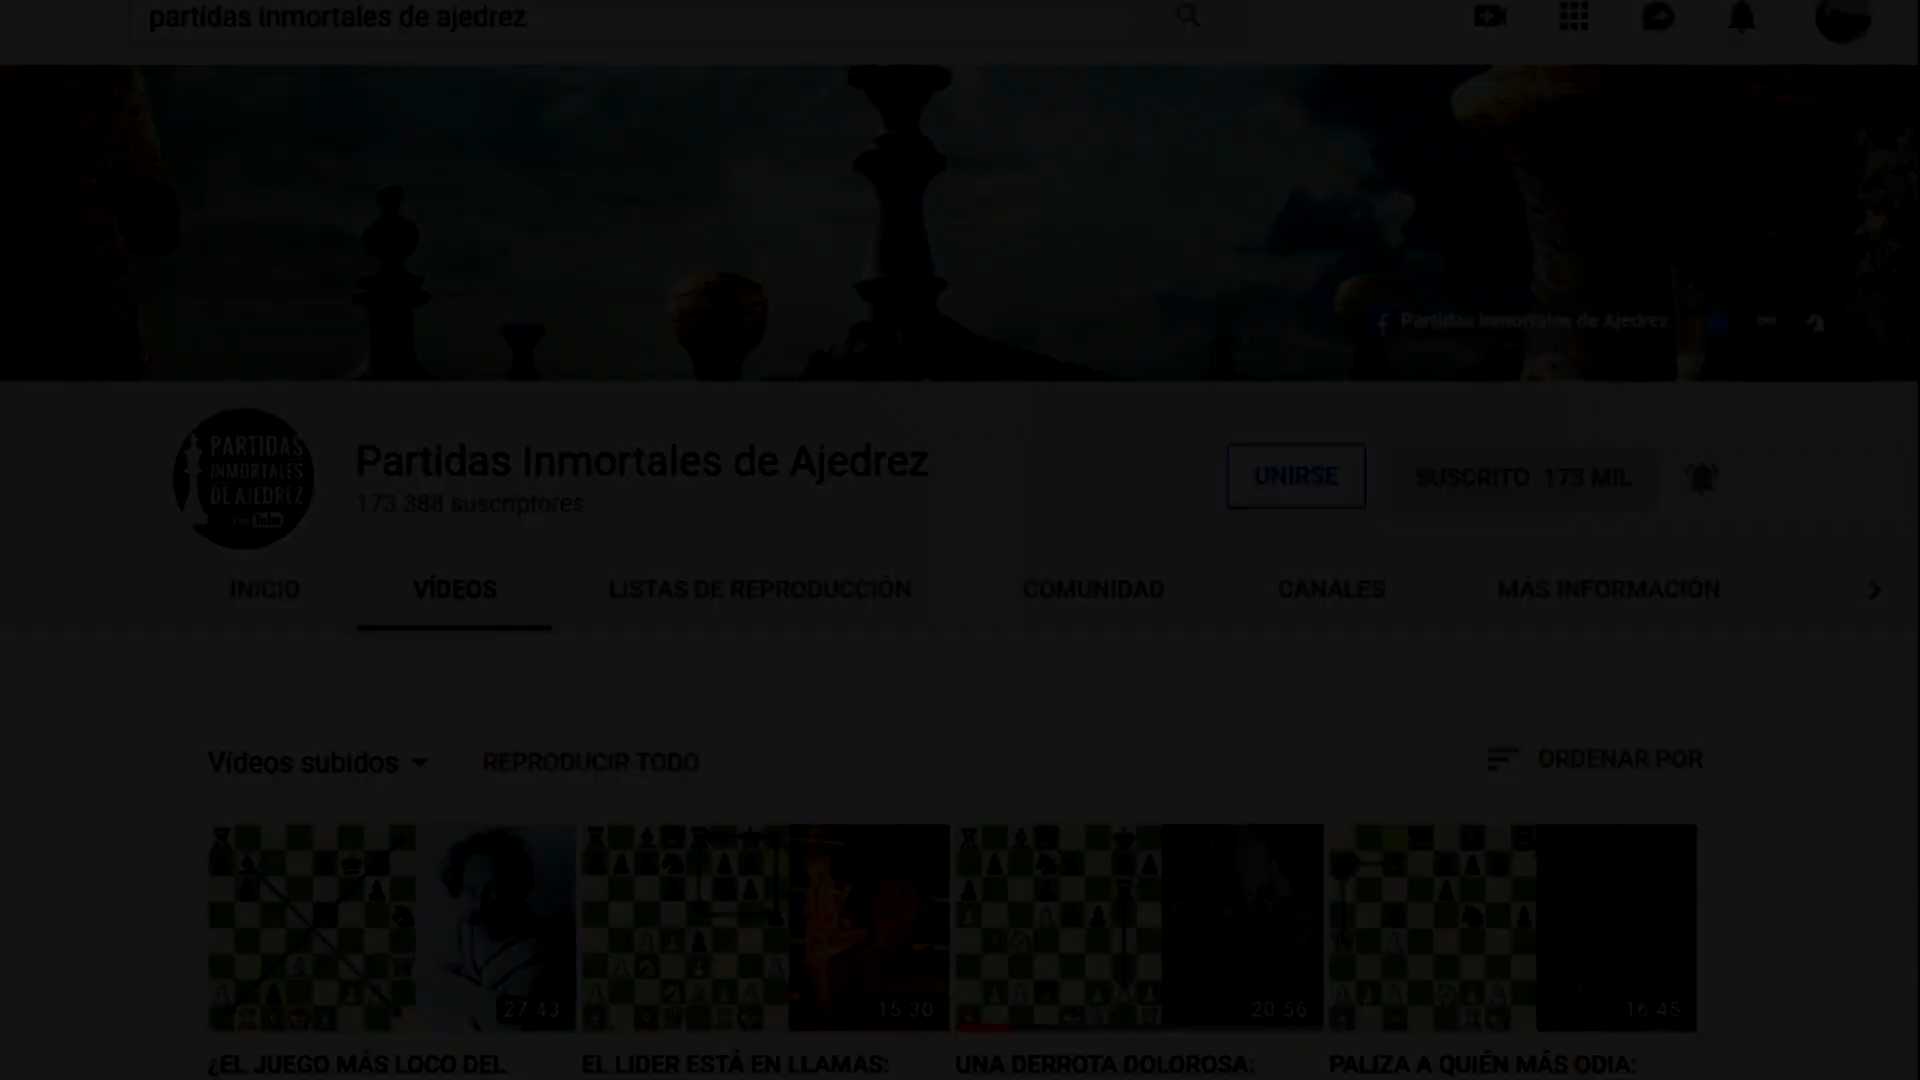 partidas inmortales de ajedrez
Partidas Inmortales de Ajedrez
PARTIDAS
INMORTALES
DE AJEDREZ
You Tube
Partidas Inmortales de Ajedrez
173 388 suscriptores
UNIRSE
SUSCRITO 173 MIL
INICIO
VÍDEOS
LISTAS DE REPRODUCCIÓN
COMUNIDAD
CANALES
MÁS INFORMACIÓN
Vídeos subidos
REPRODUCIR TODO
ORDENAR POR
27:43
15:30
20:56
16:45
¿EL JUEGO MÁS LOCO DEL
EL LIDER ESTÁ EN LLAMAS:
UNA DERROTA DOLOROSA:
PALIZA A QUIÉN MÁS ODIA: